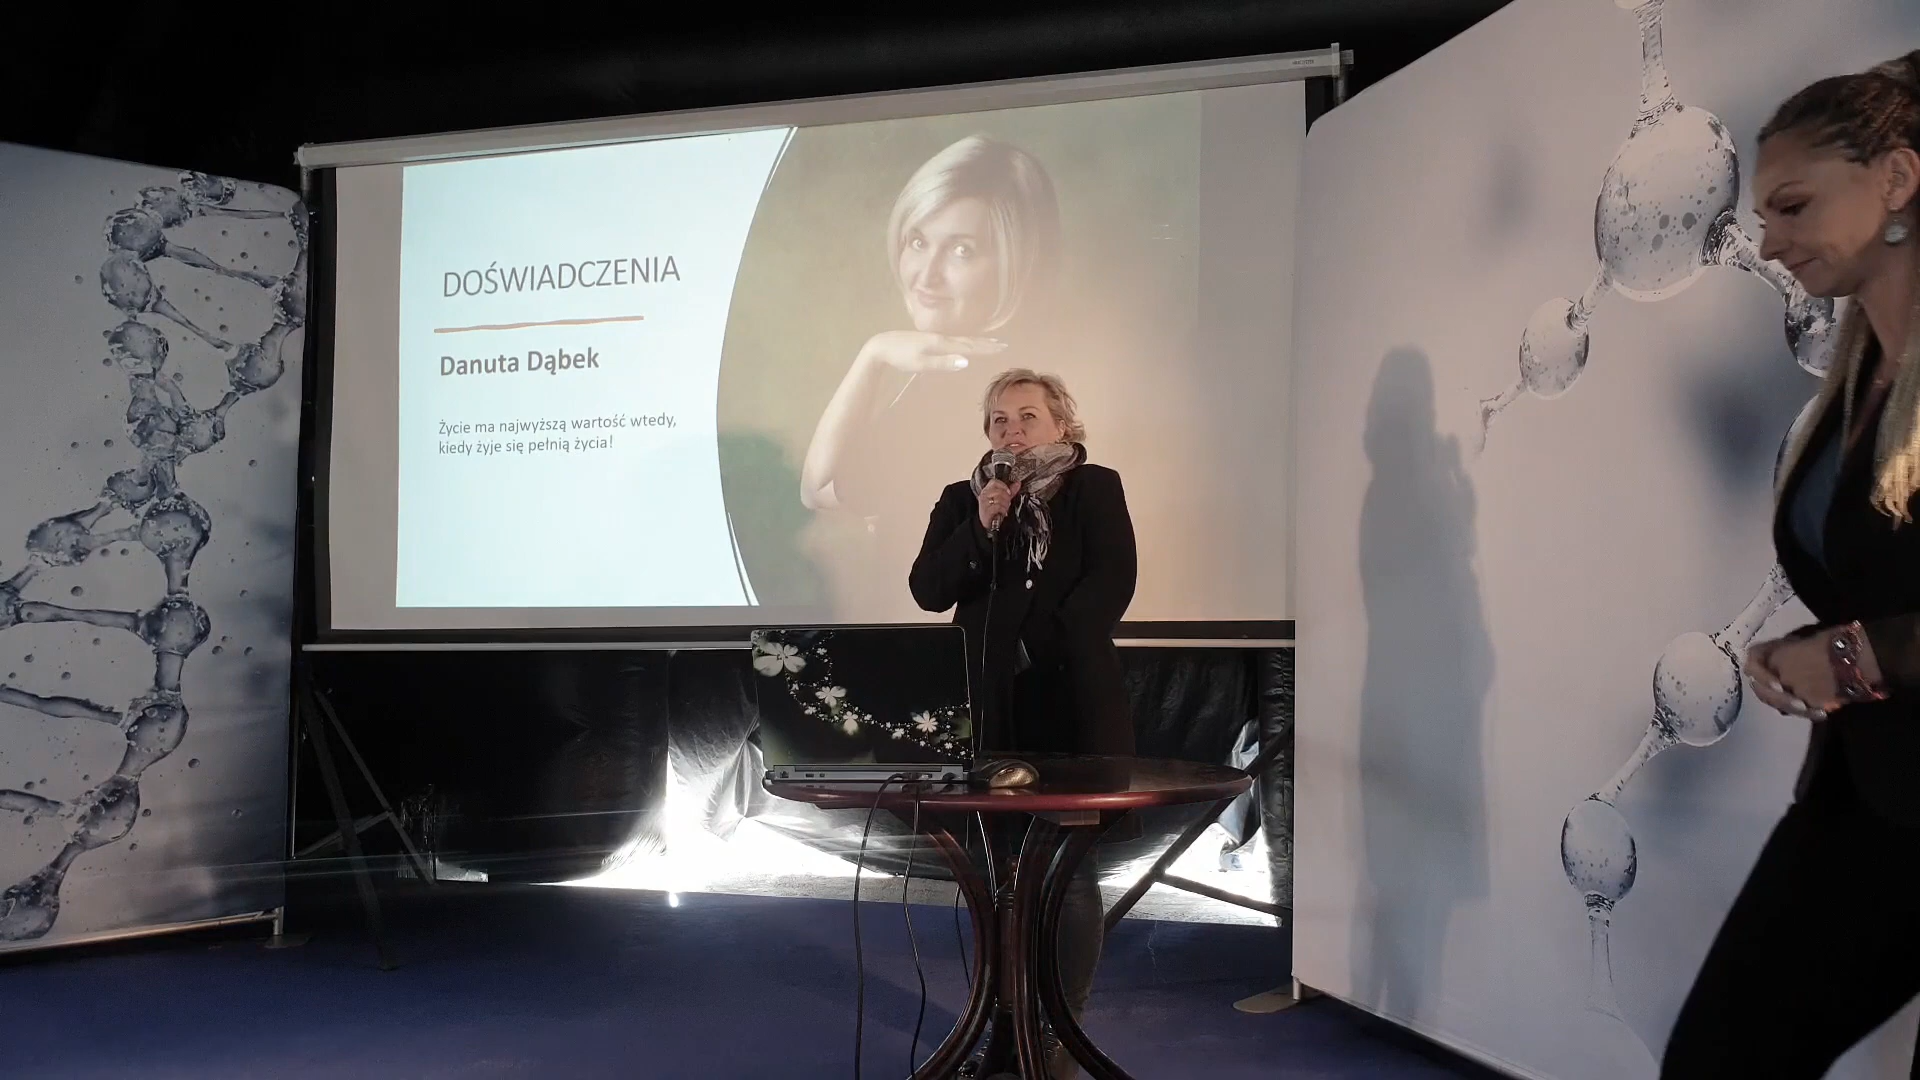 DOŚWIADCZENIA
Danuta Dąbek
Życie ma najwyższą wartość wtedy,
kiedy żyje się pełnią życia!